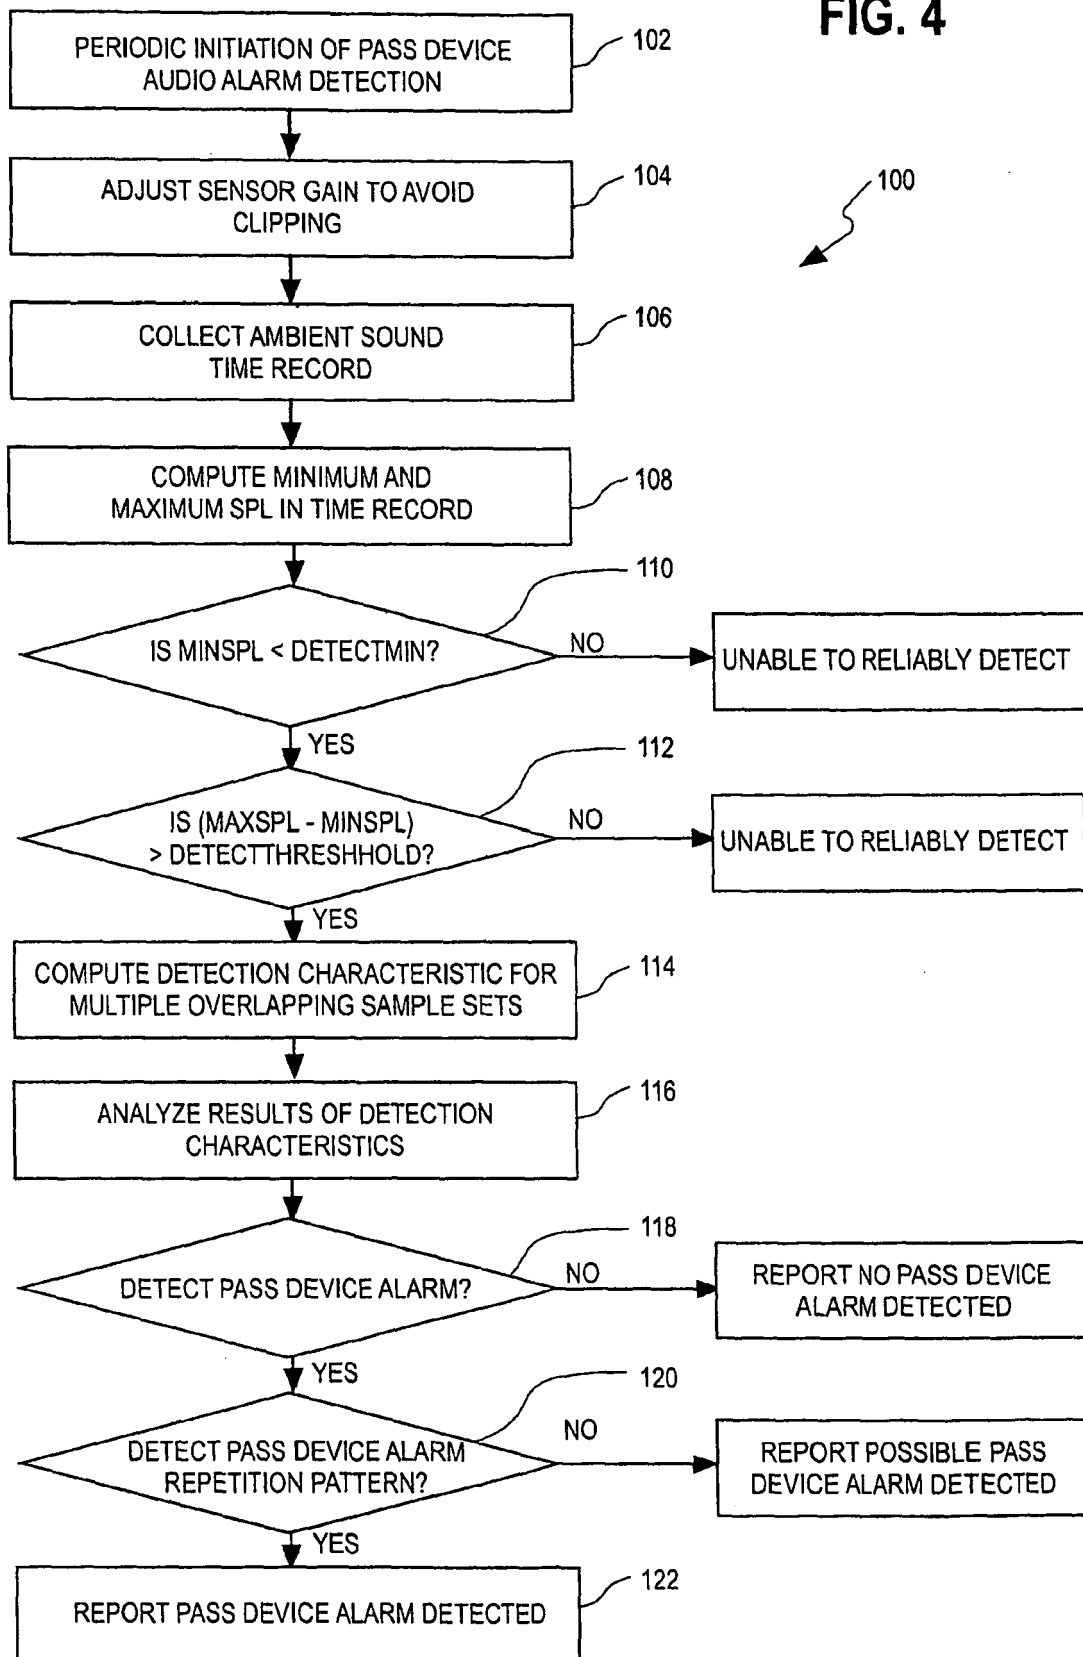 FIG. 4
PERIODIC INITIATION OF PASS DEVICE
AUDIO ALARM DETECTION
102
ADJUST SENSOR GAIN TO AVOID
CLIPPING
104
100
COLLECT AMBIENT SOUND
TIME RECORD
106
COMPUTE MINIMUM AND
MAXIMUM SPL IN TIME RECORD
108
110
IS MINSPL < DETECTMIN?
NO
UNABLE TO RELIABLY DETECT
YES
112
IS (MAXSPL - MINSPL)
> DETECTTHRESHHOLD?
NO
UNABLE TO RELIABLY DETECT
YES
COMPUTE DETECTION CHARACTERISTIC FOR
MULTIPLE OVERLAPPING SAMPLE SETS
114
ANALYZE RESULTS OF DETECTION
CHARACTERISTICS
116
118
DETECT PASS DEVICE ALARM?
NO
REPORT NO PASS DEVICE
ALARM DETECTED
YES
120
DETECT PASS DEVICE ALARM
REPETITION PATTERN?
NO
REPORT POSSIBLE PASS
DEVICE ALARM DETECTED
YES
REPORT PASS DEVICE ALARM DETECTED
122